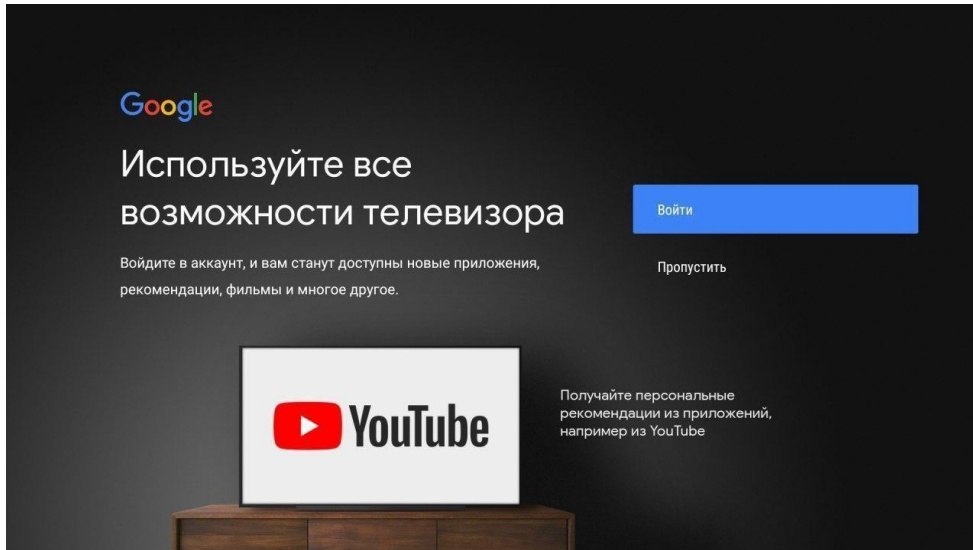 Google
Используйте все
возможности телевизора
Войдите в аккаунт, и вам станут доступны новые приложения,
рекомендации, фильмы и многое другое.
Войти
Пропустить
YouTube
Получайте персональные
рекомендации из приложений,
например из YouTube